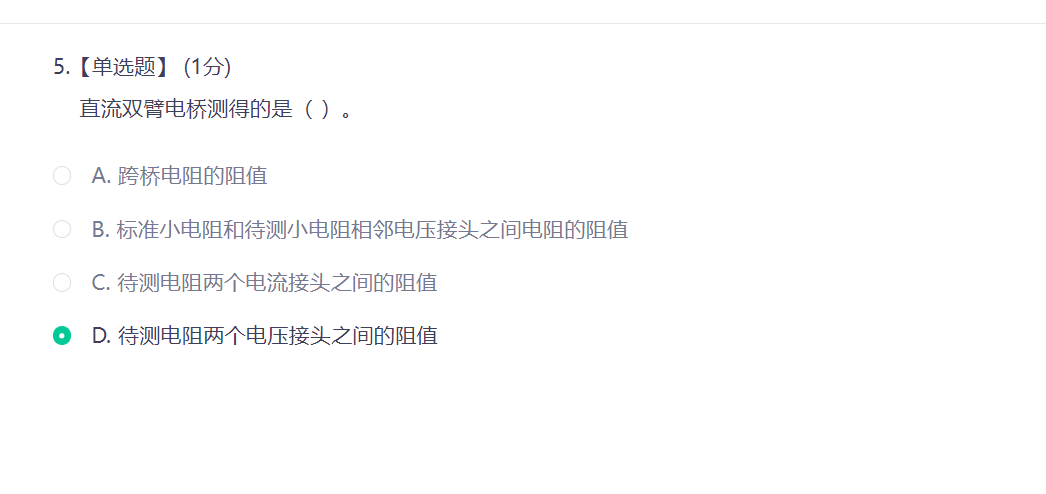 5.【单选题】 (1分)
直流双臂电桥测得的是（ ）。
A. 跨桥电阻的阻值
B. 标准小电阻和待测小电阻相邻电压接头之间电阻的阻值
C. 待测电阻两个电流接头之间的阻值
D. 待测电阻两个电压接头之间的阻值